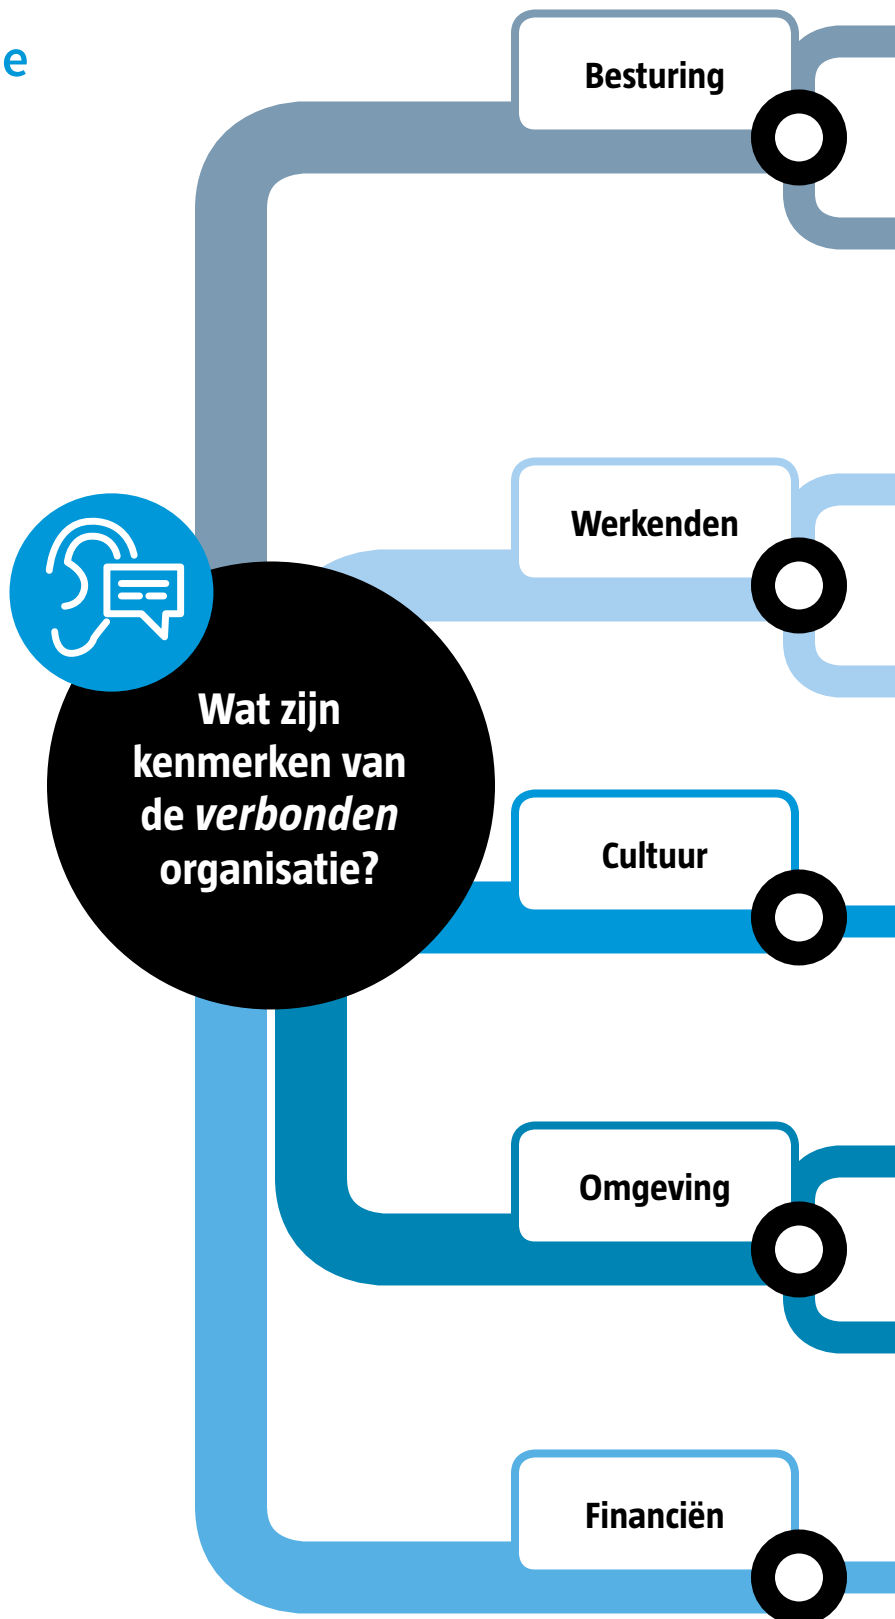 e
Besturing
Werkenden
Wat zijn
kenmerken van
de verbonden
organisatie?
Cultuur
Omgeving
Financiën